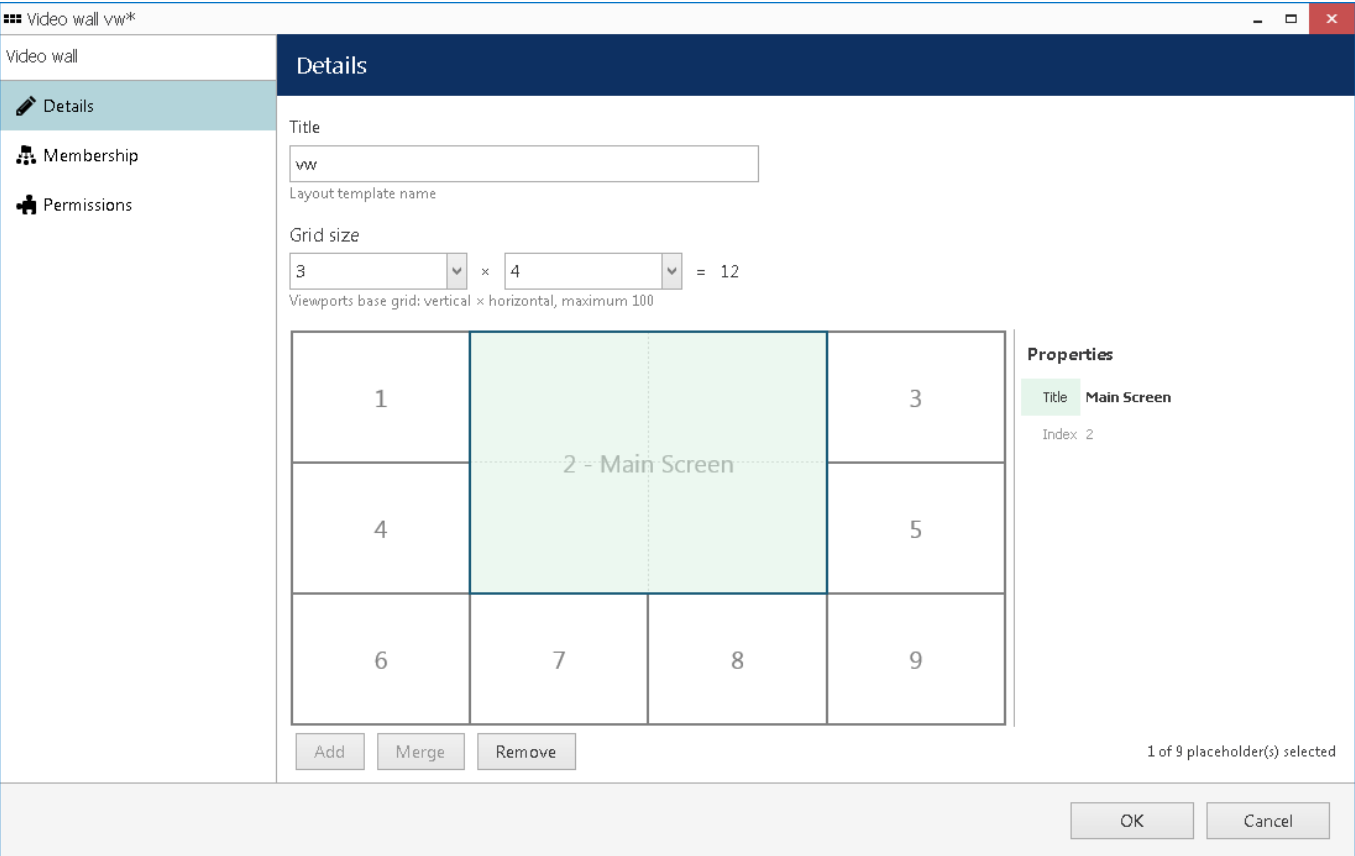 Video wall vw*
Video wall
Details
Details
Membership
Permissions
Title
vw
Layout template name
Grid size
3 × 4 = 12
Viewports base grid: vertical × horizontal, maximum 100
1
2 - Main Screen
3
4
5
6
7
8
9
Properties
Title Main Screen
Index 2
Add Merge Remove
1 of 9 placeholder(s) selected
OK Cancel